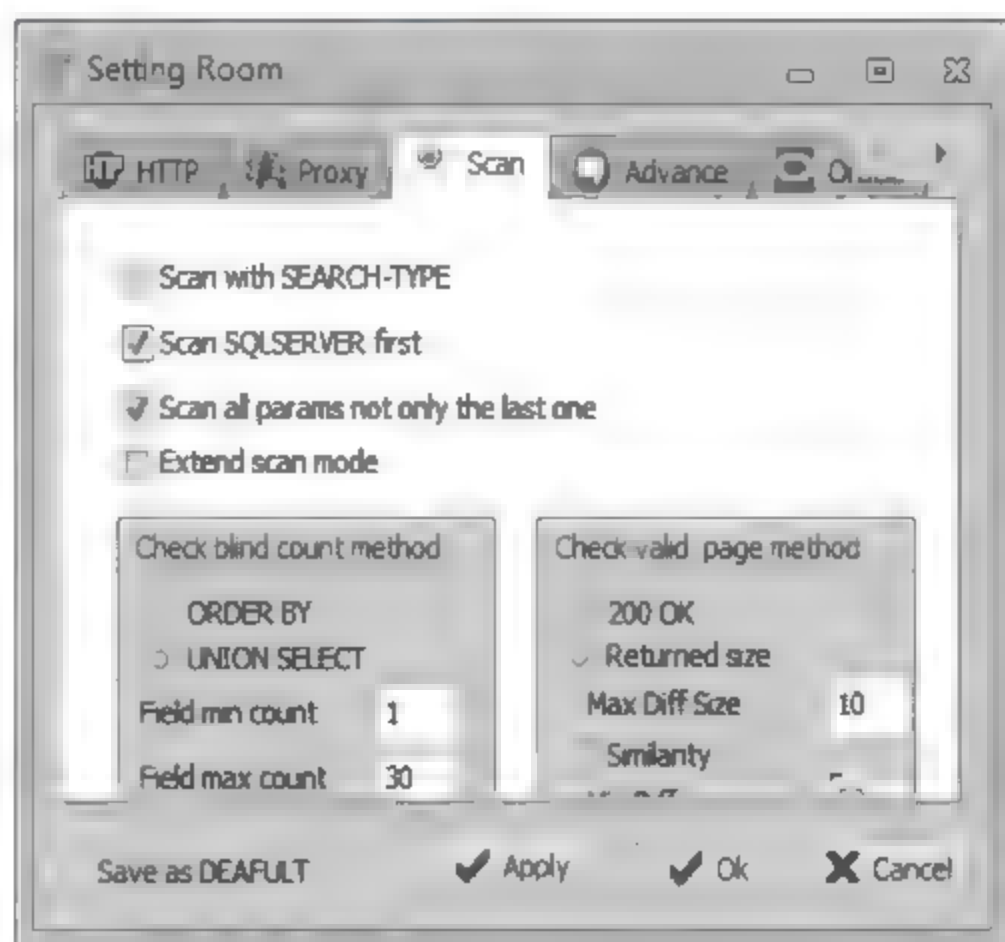 Setting Room
HTTP Proxy Scan Advance
Scan with SEARCH-TYPE
Scan SQLSERVER first
Scan all params not only the last one
Extend scan mode
Check blind count method
ORDER BY
UNION SELECT
Field min count 1
Field max count 30
Check valid page method
200 OK
Returned size
Max Diff Size 10
Similarity
Save as DEAFULT Apply Ok Cancel